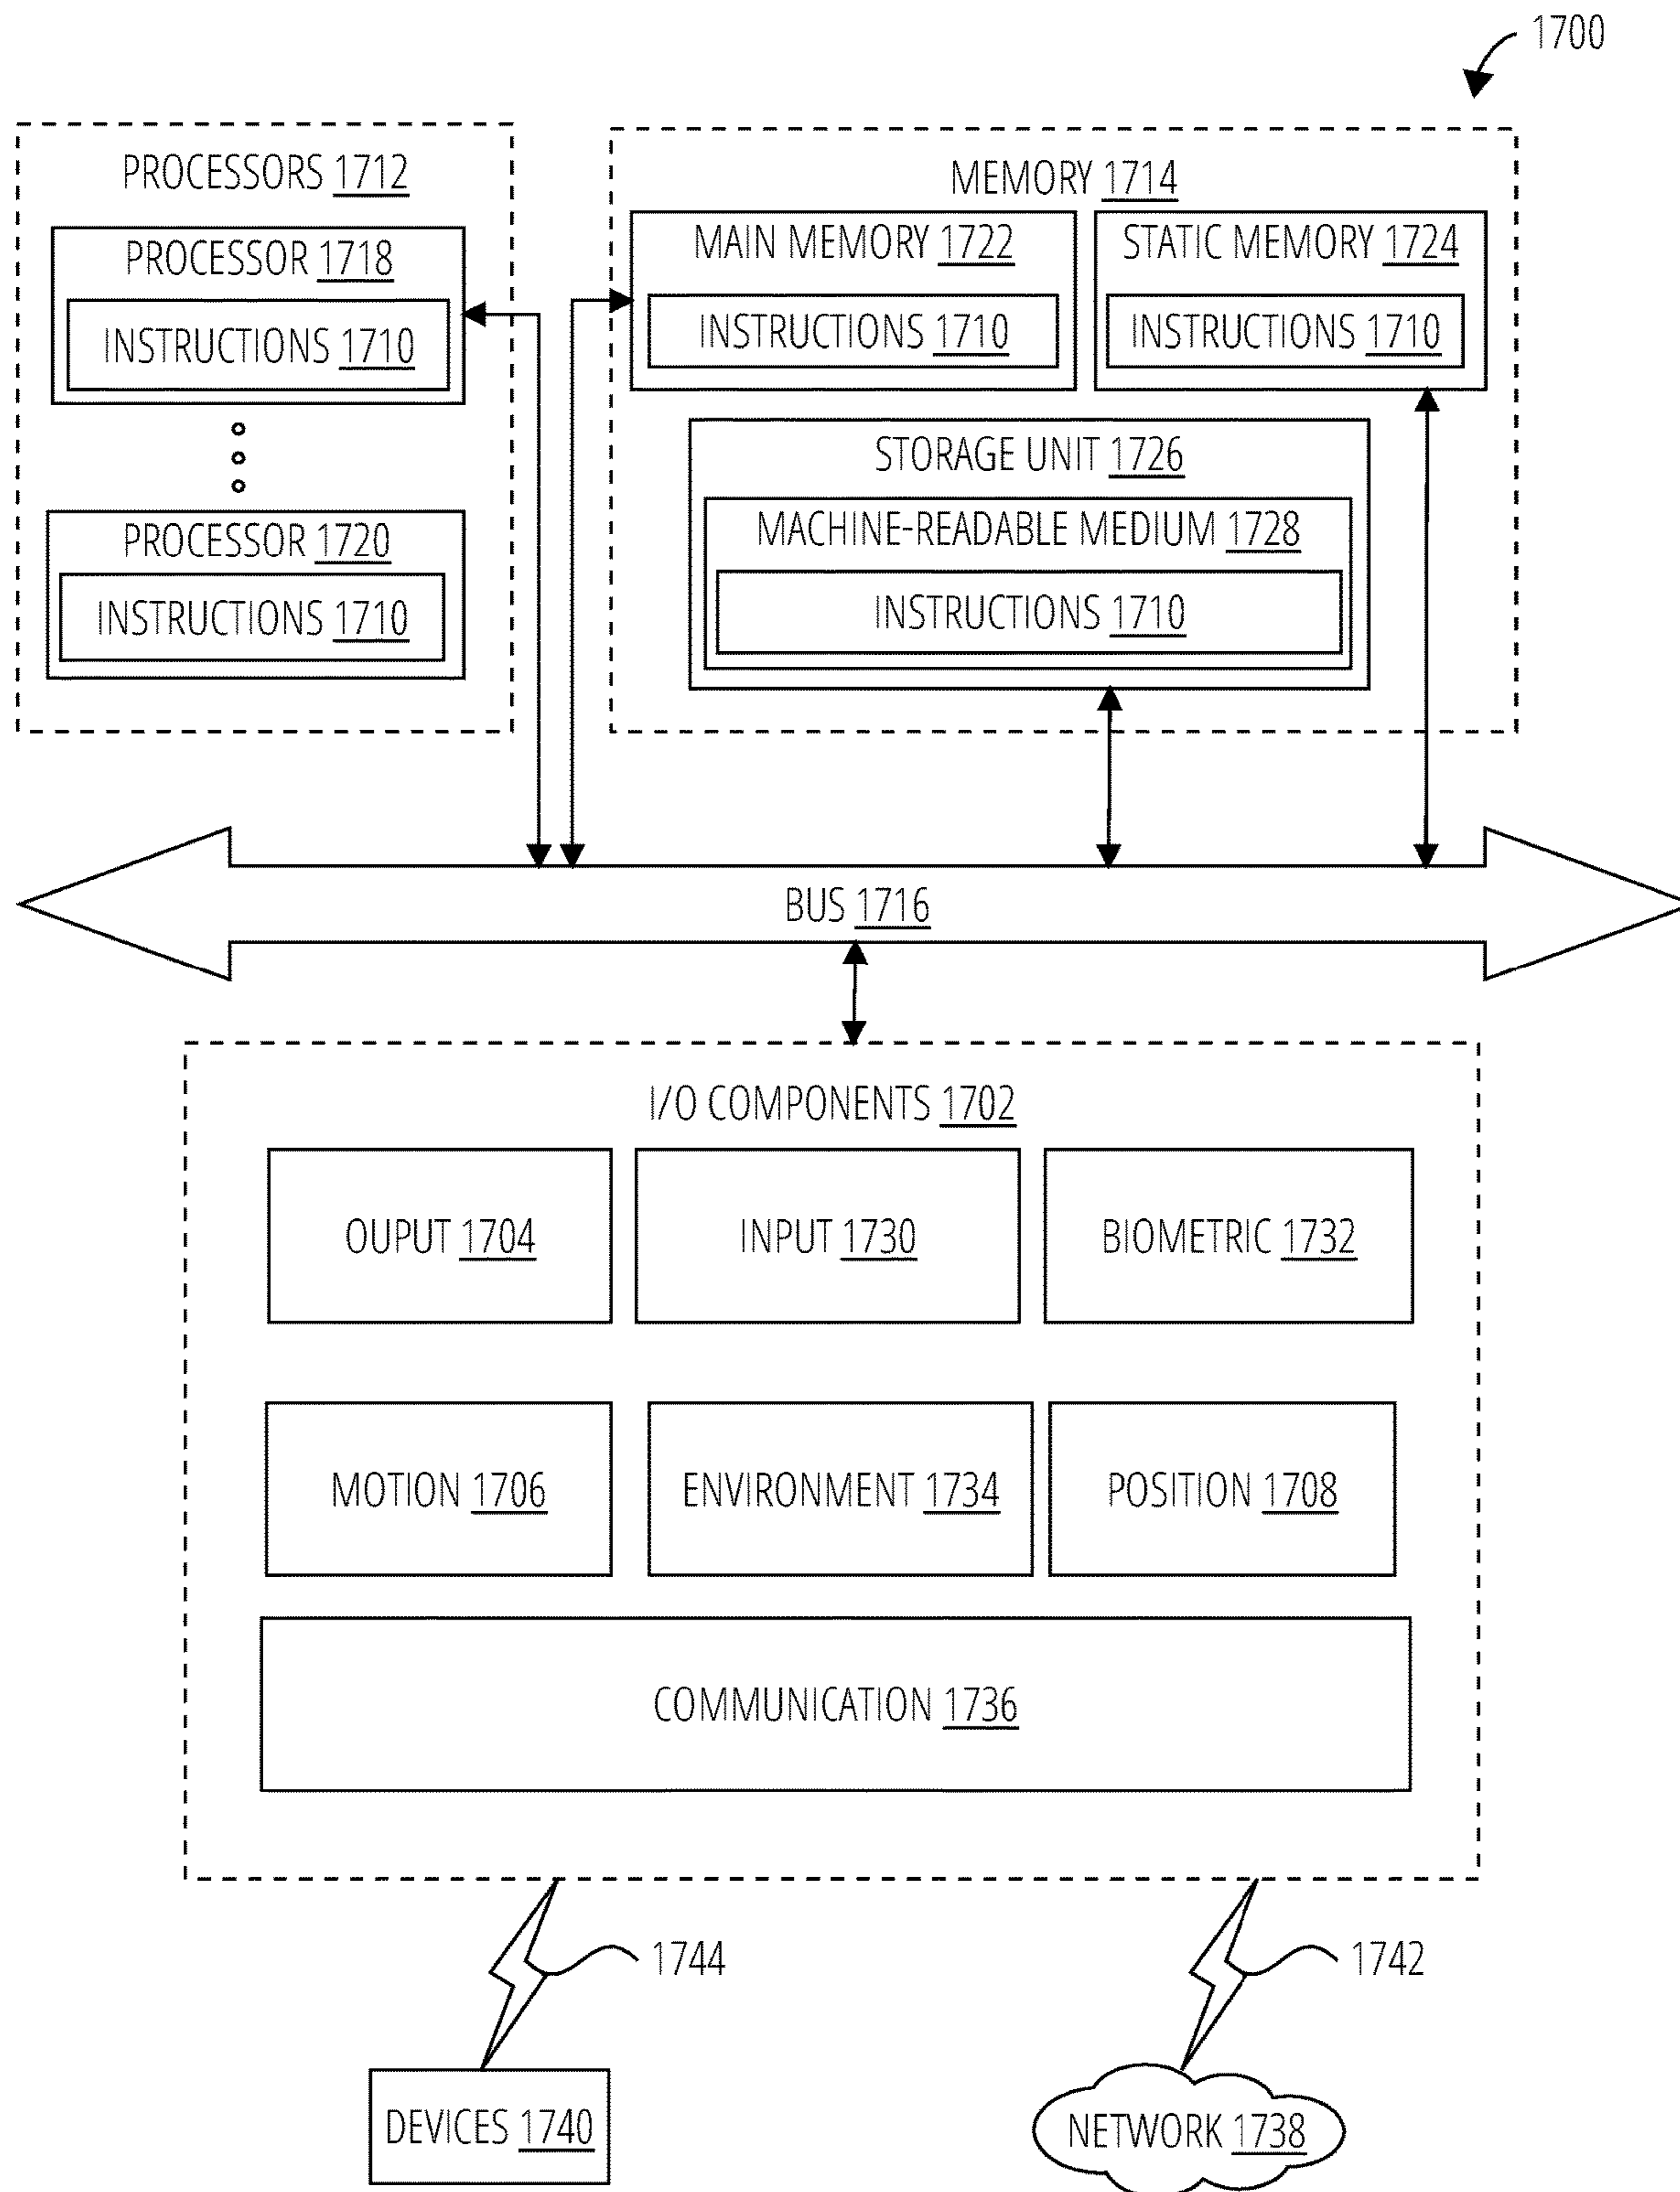 1700
PROCESSORS 1712
PROCESSOR 1718
INSTRUCTIONS 1710
PROCESSOR 1720
INSTRUCTIONS 1710
MEMORY 1714
MAIN MEMORY 1722
INSTRUCTIONS 1710
STATIC MEMORY 1724
INSTRUCTIONS 1710
STORAGE UNIT 1726
MACHINE-READABLE MEDIUM 1728
INSTRUCTIONS 1710
BUS 1716
I/O COMPONENTS 1702
OUPUT 1704
INPUT 1730
BIOMETRIC 1732
MOTION 1706
ENVIRONMENT 1734
POSITION 1708
COMMUNICATION 1736
1744
1742
DEVICES 1740
NETWORK 1738